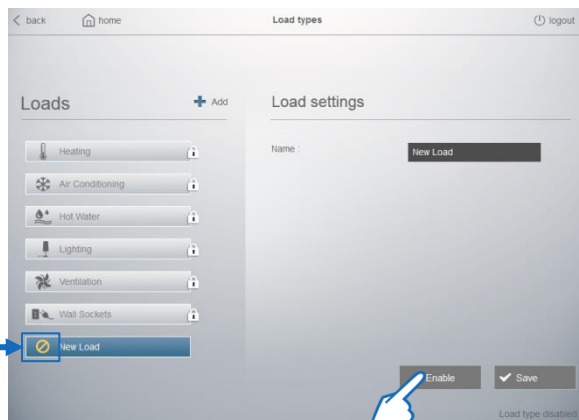 back
home
Load types
logout
Loads
Add
Load settings
Heating
Air Conditioning
Hot Water
Lighting
Ventilation
Wall Sockets
New Load
Name :
New Load
Enable
Save
Load type disabled